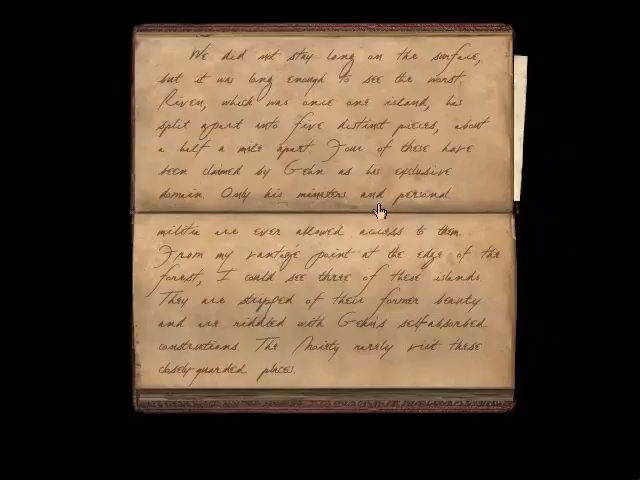 We did not stay long on the surface,
but it was long enough to see the worst.
Riven, which was once one island, has
split apart into five distinct pieces, about
a half a mile apart. Four of these have
been claimed by Gehn as his exclusive
domain. Only his ministers and personal
militia are ever allowed access to them.
From my vantage point at the edge of the
forest, I could see three of these islands.
They are stripped of their former beauty
and are riddled with Gehn's self-absorbed
constructions. The Moiety rarely visit these
closely-guarded places.